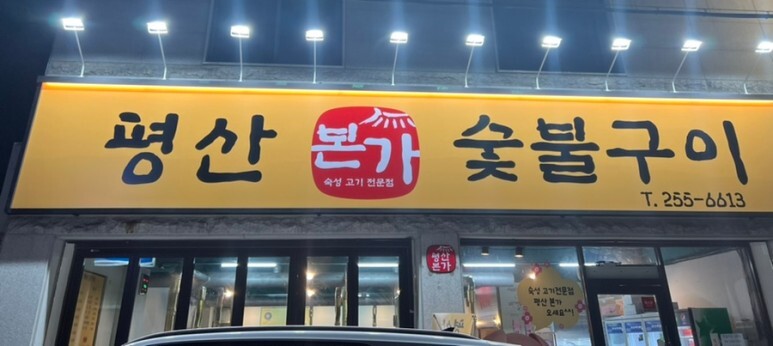 평산 본가 숯불구이
숙성 고기 전문점
T. 255-6613
평산
본가
숙성 고기전문점
평산 본가
오세요^^!